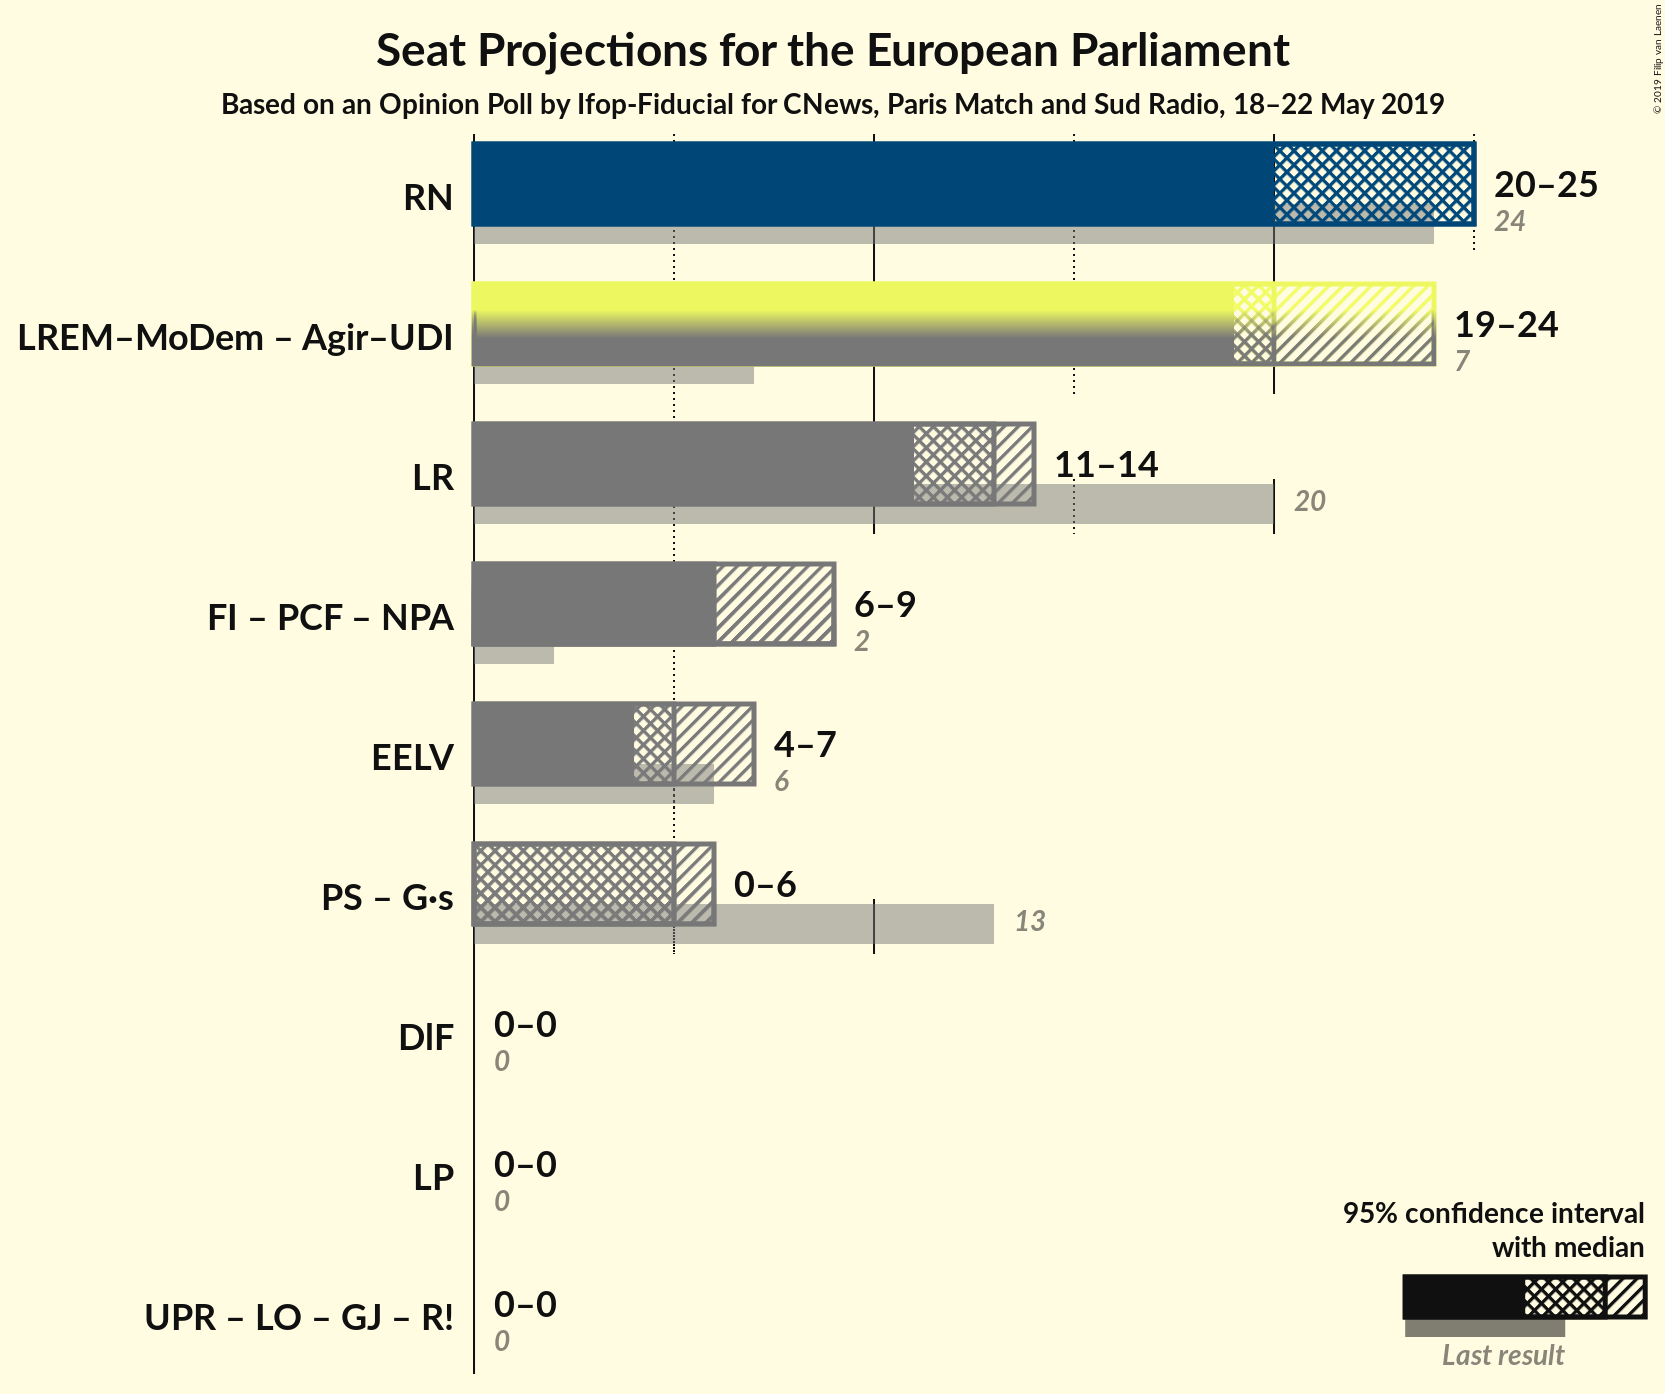 Seat Projections for the European Parliament
Based on an Opinion Poll by Ifop-Fiducial for CNews, Paris Match and Sud Radio, 18–22 May 2019
© 2019 Filip van Laenen
RN
20–25
24
LREM–MoDem – Agir–UDI
19–24
7
LR
11–14
20
FI – PCF – NPA
6–9
2
EELV
4–7
6
PS – G·s
0–6
13
DlF
0–0
0
LP
0–0
0
UPR – LO – GJ – R!
0–0
0
95% confidence interval
with median
Last result